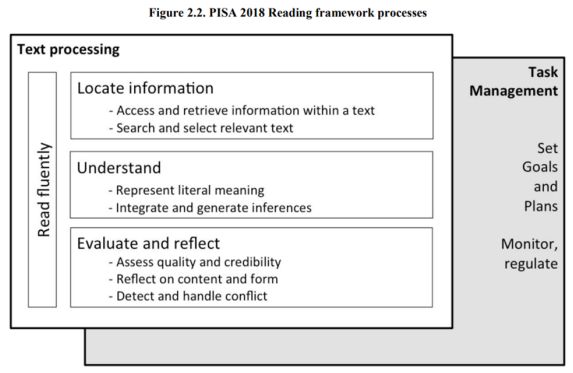 Figure 2.2. PISA 2018 Reading framework processes
Text processing
Read fluently
Locate information
- Access and retrieve information within a text
- Search and select relevant text
Understand
- Represent literal meaning
- Integrate and generate inferences
Evaluate and reflect
- Assess quality and credibility
- Reflect on content and form
- Detect and handle conflict
Task
Management
Set
Goals
and
Plans
Monitor,
regulate